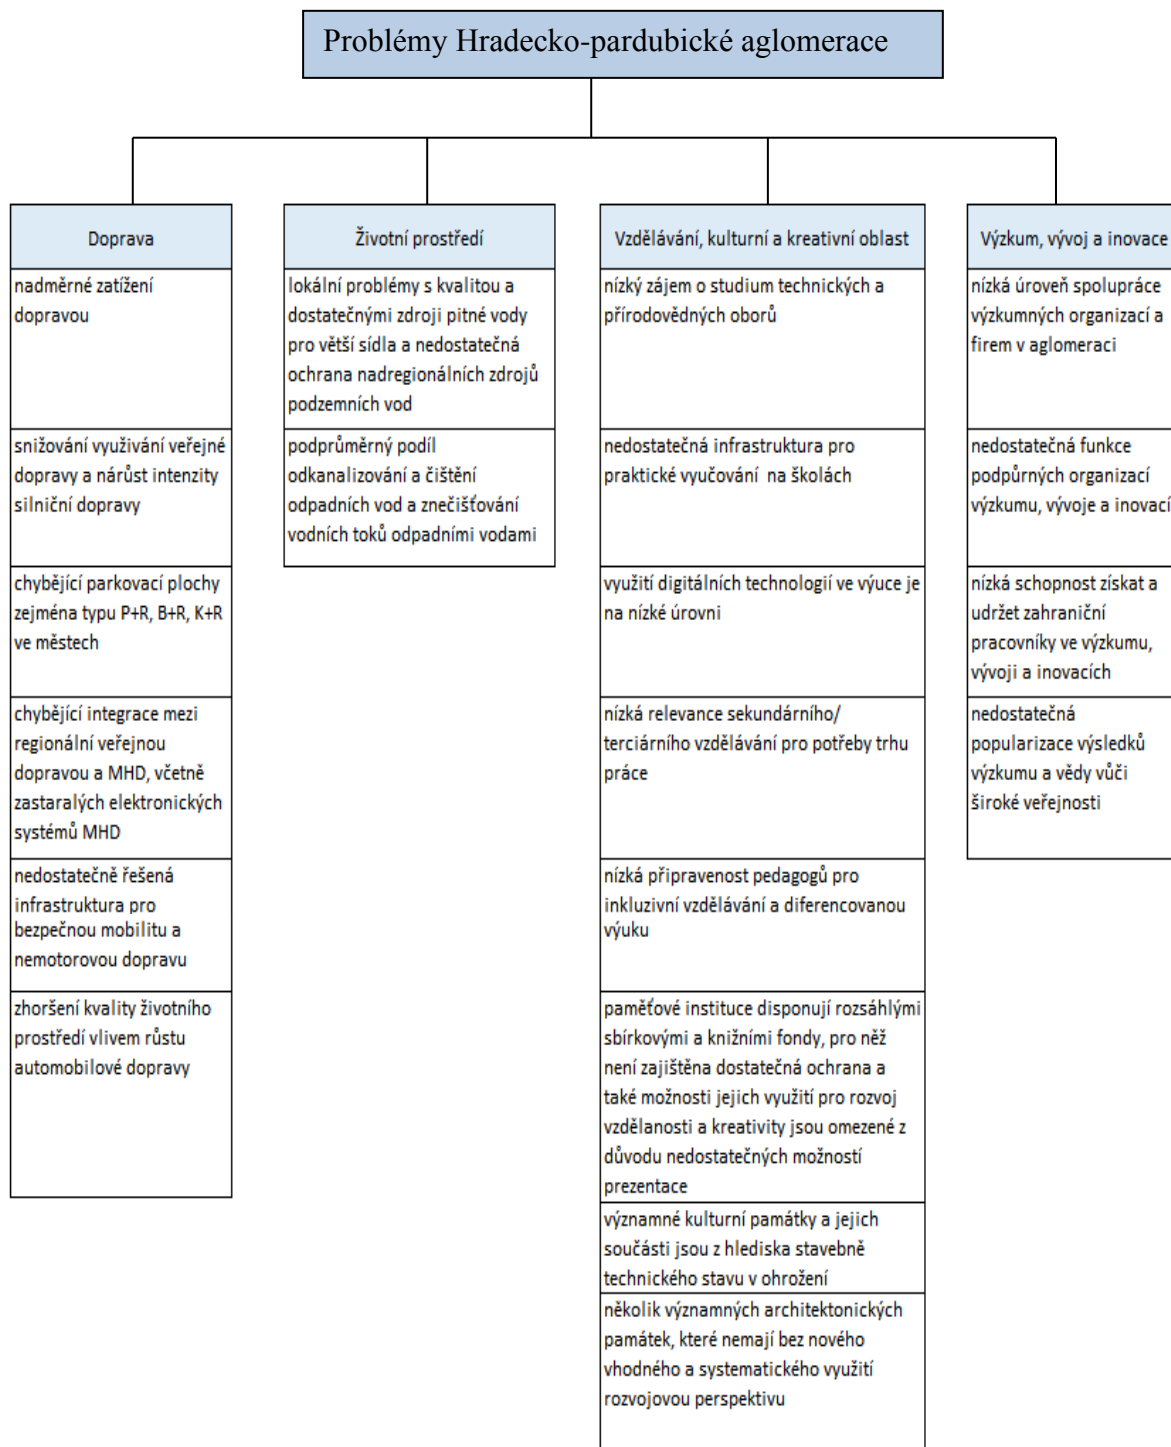 Problémy Hradecko-pardubické aglomerace
Doprava
nadměrné zatížení
dopravou
snižování využivání veřejné
dopravy a nárůst intenzity
silniční dopravy
chybějící parkovací plochy
zejména typu P+R, B+R, K+R
ve městech
chybějící integrace mezi
regionální veřejnou
dopravou a MHD, včetně
zastaralých elektronických
systémů MHD
nedostatečně řešená
infrastruktura pro
bezpečnou mobilitu a
nemotorovou dopravu
zhoršení kvality životního
prostředí vlivem růstu
automobilové dopravy
Životní prostředí
lokální problémy s kvalitou a
dostatečnými zdroji pitné vody
pro větší sídla a nedostatečná
ochrana nadregionálních zdrojů
podzemních vod
podprůměrný podíl
odkanalizování a čištění
odpadních vod a znečišťování
vodních toků odpadními vodami
Vzdělávání, kulturní a kreativní oblast
nízký zájem o studium technických a
přírodovědných oborů
nedostatečná infrastruktura pro
praktické vyučování na školách
využití digitálních technologií ve výuce je
na nízké úrovni
nízká relevance sekundárního/
terciárního vzdělávání pro potřeby trhu
práce
nízká připravenost pedagogů pro
inkluzivní vzdělávání a diferencovanou
výuku
paměťové instituce disponují rozsáhlými
sbírkovými a knižními fondy, pro něž
není zajištěna dostatečná ochrana a
také možnosti jejich využití pro rozvoj
vzdělanosti a kreativity jsou omezené z
důvodu nedostatečných možností
prezentace
významné kulturní památky a jejich
součásti jsou z hlediska stavebně
technického stavu v ohrožení
několik významných architektonických
památek, které nemají bez nového
vhodného a systematického využití
rozvojovou perspektivu
Výzkum, vývoj a inovace
nízká úroveň spolupráce
výzkumných organizací a
firem v aglomeraci
nedostatečná funkce
podpůrných organizací
výzkumu, vývoje a inovací
nízká schopnost získat a
udržet zahraniční
pracovníky ve výzkumu,
vývoji a inovacích
nedostatečná
popularizace výsledků
výzkumu a vědy vůči
široké veřejnosti